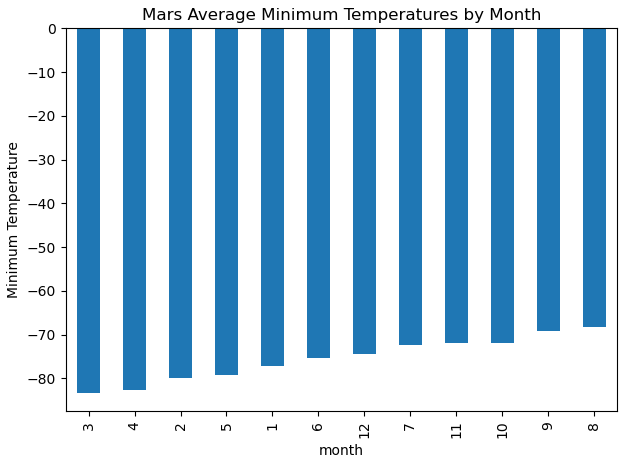 Mars Average Minimum Temperatures by Month
Minimum Temperature
0
−10
−20
−30
−40
−50
−60
−70
−80
3 4 2 5 1 6 12 7 11 10 9 8
month